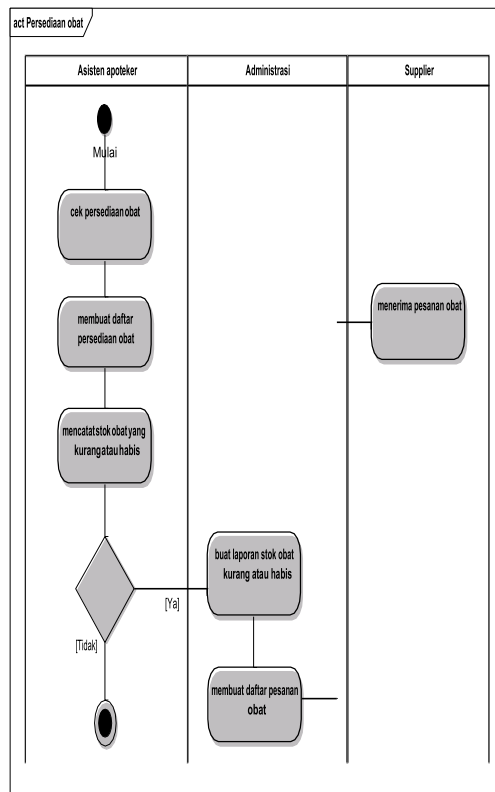 act Persediaan obat
Asisten apoteker
Administrasi
Supplier
Mulai
cek persediaan obat
membuat daftar
persediaan obat
mencatat stok obat yang
kurang atau habis
[Ya]
[Tidak]
buat laporan stok obat
kurang atau habis
membuat daftar pesanan
obat
menerima pesanan obat